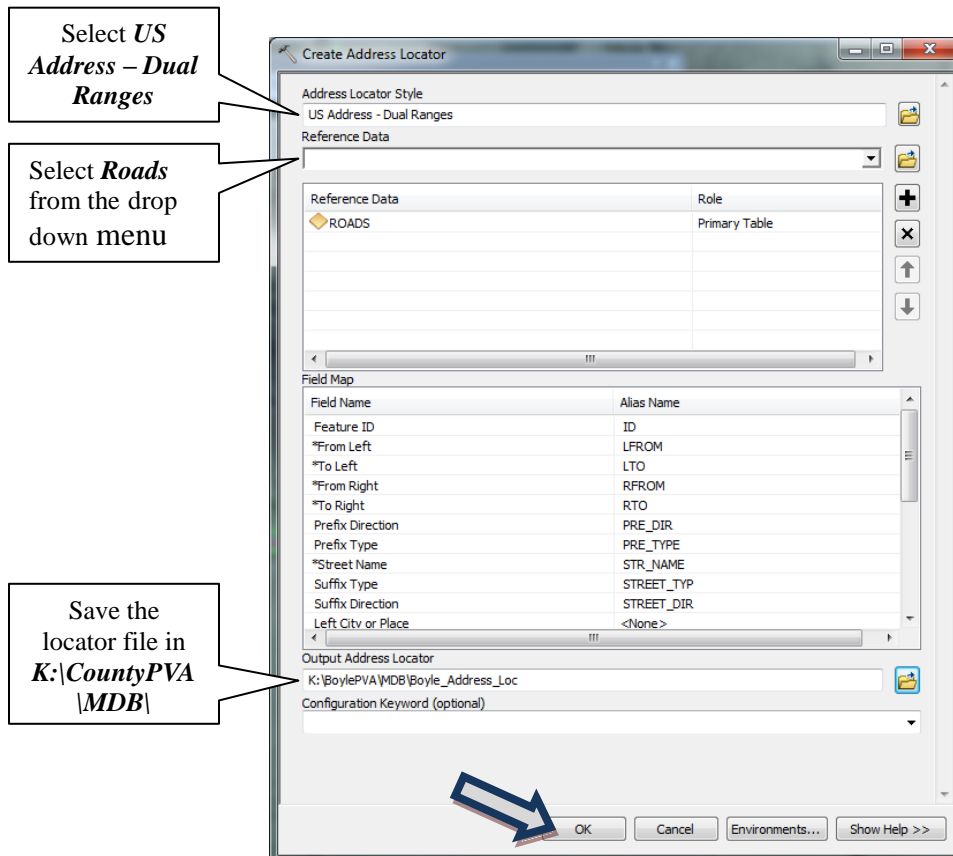 Select US
Address – Dual
Ranges
Select Roads
from the drop
down menu
Save the
locator file in
K:\CountyPVA
\MDB\
Create Address Locator
Address Locator Style
US Address - Dual Ranges
Reference Data
Reference Data Role
ROADS Primary Table
Field Map
Field Name Alias Name
Feature ID ID
*From Left LFROM
*To Left LTO
*From Right RFROM
*To Right RTO
Prefix Direction PRE_DIR
Prefix Type PRE_TYPE
*Street Name STR_NAME
Suffix Type STREET_TYP
Suffix Direction STREET_DIR
Left City or Place <None>
Output Address Locator
K:\BoylePVA\MDB\Boyle_Address_Loc
Configuration Keyword (optional)
OK Cancel Environments... Show Help >>